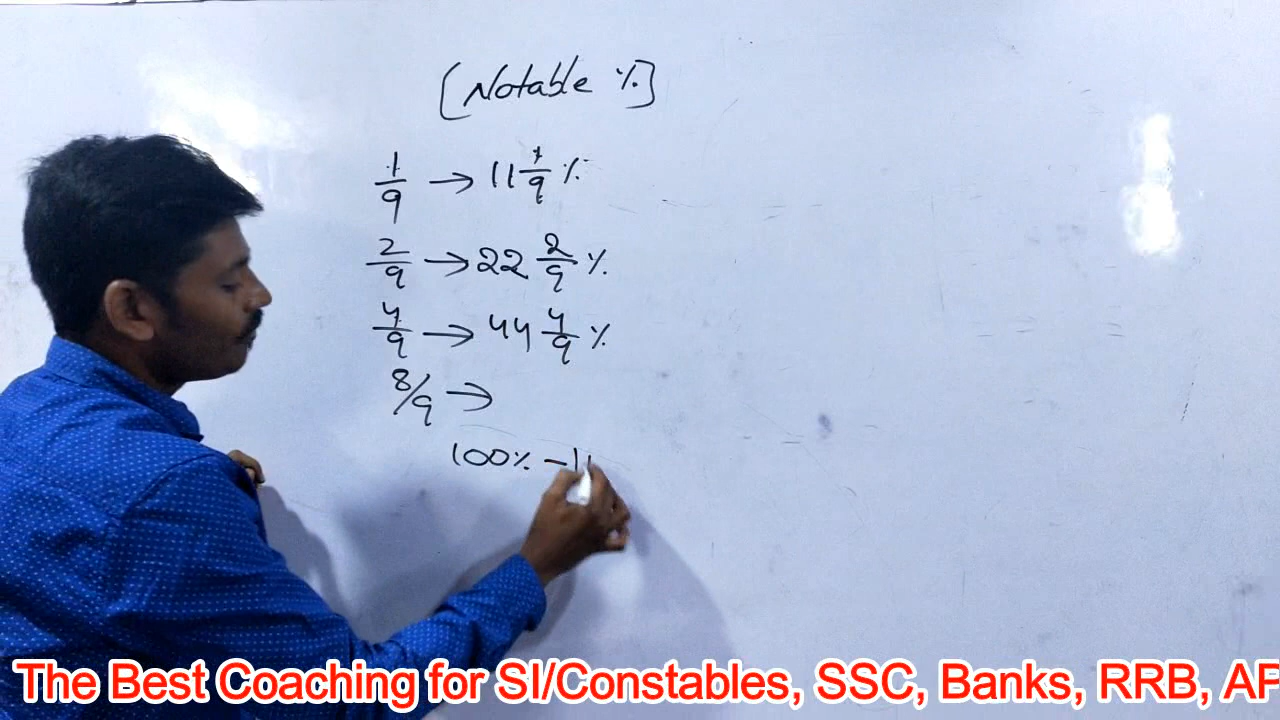 [Notable %]
1/9 → 11 1/9 %
2/9 → 22 2/9 %
4/9 → 44 4/9 %
8/9 →
100% - 11
The Best Coaching for SI/Constables, SSC, Banks, RRB, AP